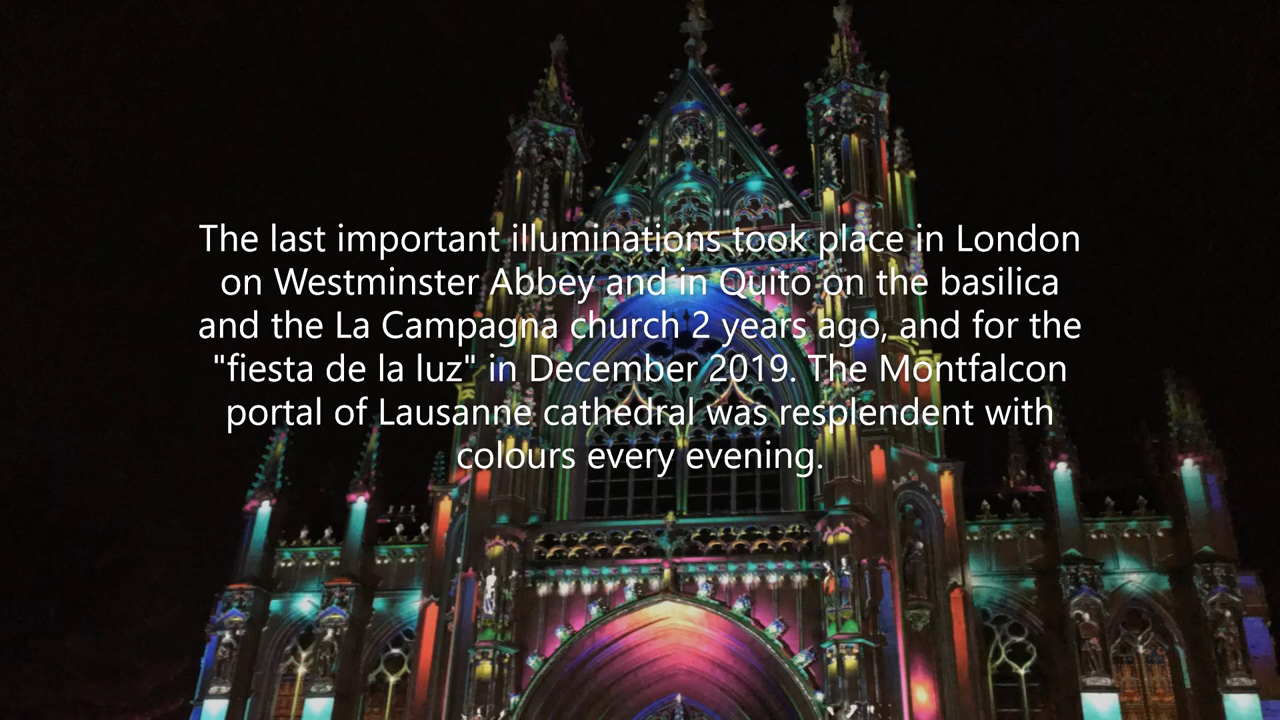 The last important illuminations took place in London
on Westminster Abbey and in Quito on the basilica
and the La Campagna church 2 years ago, and for the
"fiesta de la luz" in December 2019. The Montfalcon
portal of Lausanne cathedral was resplendent with
colours every evening.